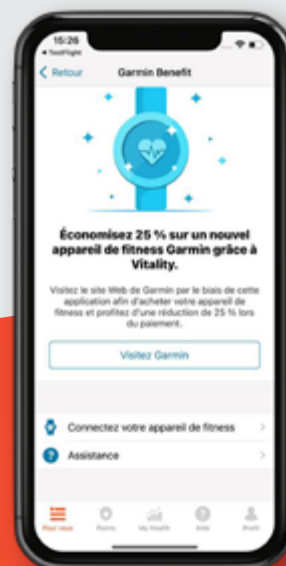 15:26
TestFlight
Retour
Garmin Benefit
Économisez 25 % sur un nouvel
appareil de fitness Garmin grâce à
Vitality.
Visitez le site Web de Garmin par le biais de cette
application afin d'acheter votre appareil de
fitness et profitez d'une réduction de 25 % lors
du paiement.
Visitez Garmin
Connectez votre appareil de fitness
Assistance
Pour vous
Points
My Health
Aide
Profil